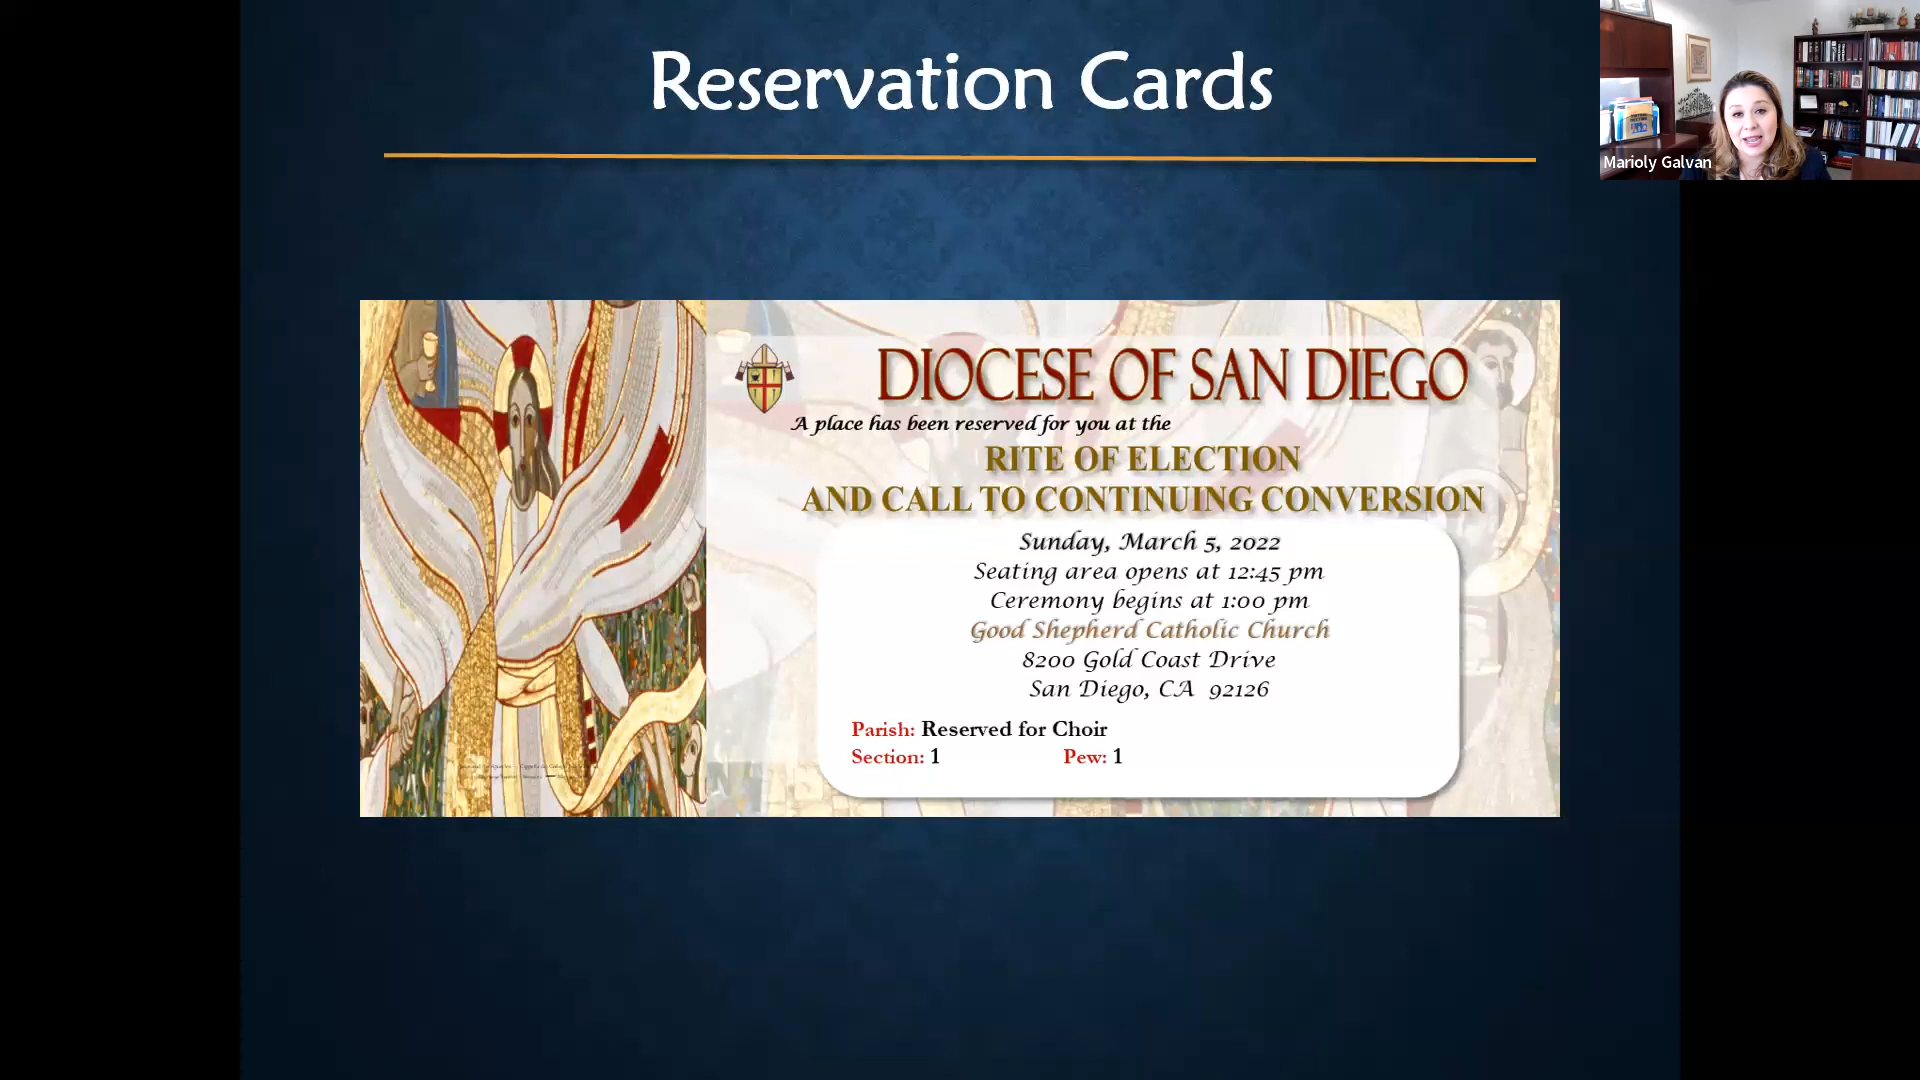 Reservation Cards
Marioly Galvan
DIOCESE OF SAN DIEGO
A place has been reserved for you at the
RITE OF ELECTION
AND CALL TO CONTINUING CONVERSION
Sunday, March 5, 2022
Seating area opens at 12:45 pm
Ceremony begins at 1:00 pm
Good Shepherd Catholic Church
8200 Gold Coast Drive
San Diego, CA 92126
Parish: Reserved for Choir
Section: 1 Pew: 1